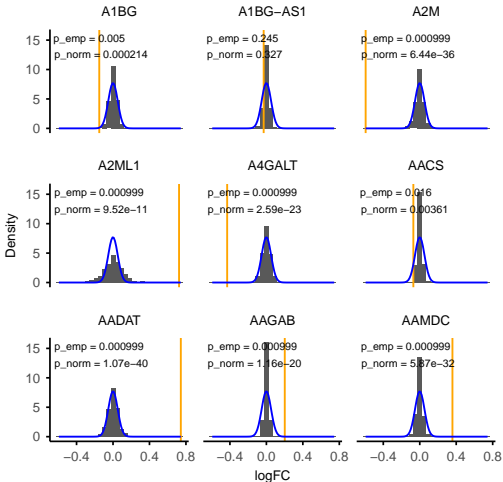 A1BG A1BG−AS1 A2M
p_emp = 0.005 p_emp = 0.245 p_emp = 0.000999
p_norm = 0.000214 p_norm = 0.327 p_norm = 6.44e−36
15
10
5
0
A2ML1 A4GALT AACS
p_emp = 0.000999 p_emp = 0.000999 p_emp = 0.016
p_norm = 9.52e−11 p_norm = 2.59e−23 p_norm = 0.00361
15
10
5
0
Density
AADAT AAGAB AAMDC
p_emp = 0.000999 p_emp = 0.000999 p_emp = 0.000999
p_norm = 1.07e−40 p_norm = 1.16e−20 p_norm = 5.87e−32
15
10
5
0
−0.4 0.0 0.4 0.8 −0.4 0.0 0.4 0.8 −0.4 0.0 0.4 0.8
logFC